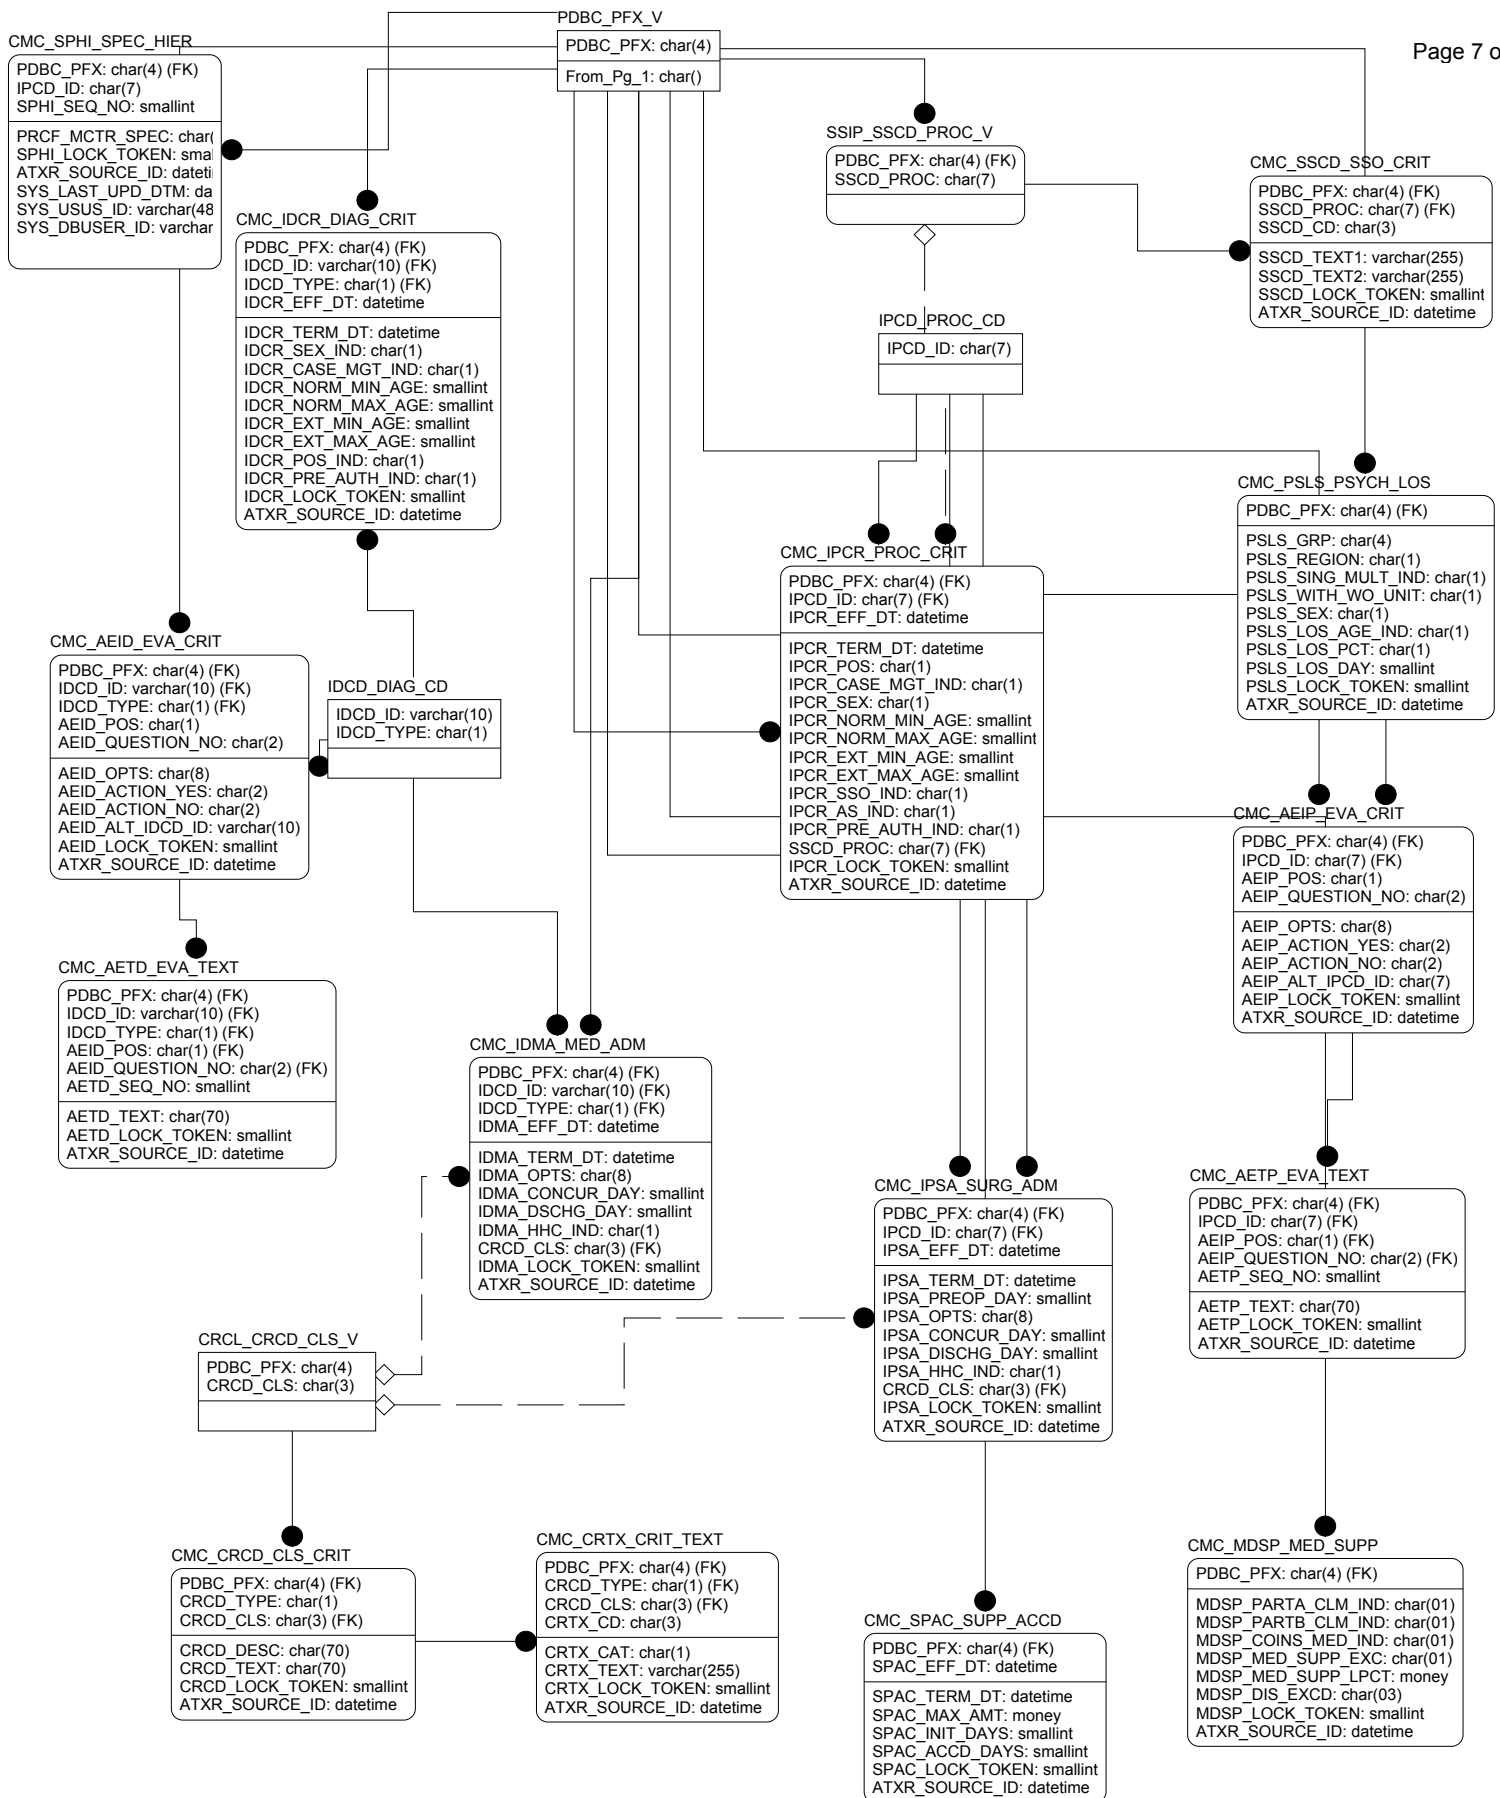 Page 7 o
PDBC_PFX_V
PDBC_PFX: char(4)
From_Pg_1: char()
CMC_SPHI_SPEC_HIER
PDBC_PFX: char(4) (FK)
IPCD_ID: char(7)
SPHI_SEQ_NO: smallint
PRCF_MCTR_SPEC: char(
SPHI_LOCK_TOKEN: smal
ATXR_SOURCE_ID: dateti
SYS_LAST_UPD_DTM: da
SYS_USUS_ID: varchar(48
SYS_DBUSER_ID: varchar
SSIP_SSCD_PROC_V
PDBC_PFX: char(4) (FK)
SSCD_PROC: char(7)
CMC_SSCD_SSO_CRIT
PDBC_PFX: char(4) (FK)
SSCD_PROC: char(7) (FK)
SSCD_CD: char(3)
SSCD_TEXT1: varchar(255)
SSCD_TEXT2: varchar(255)
SSCD_LOCK_TOKEN: smallint
ATXR_SOURCE_ID: datetime
CMC_IDCR_DIAG_CRIT
PDBC_PFX: char(4) (FK)
IDCD_ID: varchar(10) (FK)
IDCD_TYPE: char(1) (FK)
IDCR_EFF_DT: datetime
IDCR_TERM_DT: datetime
IDCR_SEX_IND: char(1)
IDCR_CASE_MGT_IND: char(1)
IDCR_NORM_MIN_AGE: smallint
IDCR_NORM_MAX_AGE: smallint
IDCR_EXT_MIN_AGE: smallint
IDCR_EXT_MAX_AGE: smallint
IDCR_POS_IND: char(1)
IDCR_PRE_AUTH_IND: char(1)
IDCR_LOCK_TOKEN: smallint
ATXR_SOURCE_ID: datetime
IPCD_PROC_CD
IPCD_ID: char(7)
CMC_PSLS_PSYCH_LOS
PDBC_PFX: char(4) (FK)
PSLS_GRP: char(4)
PSLS_REGION: char(1)
PSLS_SING_MULT_IND: char(1)
PSLS_WITH_WO_UNIT: char(1)
PSLS_SEX: char(1)
PSLS_LOS_AGE_IND: char(1)
PSLS_LOS_PCT: char(1)
PSLS_LOS_DAY: smallint
PSLS_LOCK_TOKEN: smallint
ATXR_SOURCE_ID: datetime
CMC_IPCR_PROC_CRIT
PDBC_PFX: char(4) (FK)
IPCD_ID: char(7) (FK)
IPCR_EFF_DT: datetime
IPCR_TERM_DT: datetime
IPCR_POS: char(1)
IPCR_CASE_MGT_IND: char(1)
IPCR_SEX: char(1)
IPCR_NORM_MIN_AGE: smallint
IPCR_NORM_MAX_AGE: smallint
IPCR_EXT_MIN_AGE: smallint
IPCR_EXT_MAX_AGE: smallint
IPCR_SSO_IND: char(1)
IPCR_AS_IND: char(1)
IPCR_PRE_AUTH_IND: char(1)
SSCD_PROC: char(7) (FK)
IPCR_LOCK_TOKEN: smallint
ATXR_SOURCE_ID: datetime
CMC_AEID_EVA_CRIT
PDBC_PFX: char(4) (FK)
IDCD_ID: varchar(10) (FK)
IDCD_TYPE: char(1) (FK)
AEID_POS: char(1)
AEID_QUESTION_NO: char(2)
AEID_OPTS: char(8)
AEID_ACTION_YES: char(2)
AEID_ACTION_NO: char(2)
AEID_ALT_IDCD_ID: varchar(10)
AEID_LOCK_TOKEN: smallint
ATXR_SOURCE_ID: datetime
IDCD_DIAG_CD
IDCD_ID: varchar(10)
IDCD_TYPE: char(1)
CMC_AEIP_EVA_CRIT
PDBC_PFX: char(4) (FK)
IPCD_ID: char(7) (FK)
AEIP_POS: char(1)
AEIP_QUESTION_NO: char(2)
AEIP_OPTS: char(8)
AEIP_ACTION_YES: char(2)
AEIP_ACTION_NO: char(2)
AEIP_ALT_IPCD_ID: char(7)
AEIP_LOCK_TOKEN: smallint
ATXR_SOURCE_ID: datetime
CMC_AETD_EVA_TEXT
PDBC_PFX: char(4) (FK)
IDCD_ID: varchar(10) (FK)
IDCD_TYPE: char(1) (FK)
AEID_POS: char(1) (FK)
AEID_QUESTION_NO: char(2) (FK)
AETD_SEQ_NO: smallint
AETD_TEXT: char(70)
AETD_LOCK_TOKEN: smallint
ATXR_SOURCE_ID: datetime
CMC_IDMA_MED_ADM
PDBC_PFX: char(4) (FK)
IDCD_ID: varchar(10) (FK)
IDCD_TYPE: char(1) (FK)
IDMA_EFF_DT: datetime
IDMA_TERM_DT: datetime
IDMA_OPTS: char(8)
IDMA_CONCUR_DAY: smallint
IDMA_DSCHG_DAY: smallint
IDMA_HHC_IND: char(1)
CRCD_CLS: char(3) (FK)
IDMA_LOCK_TOKEN: smallint
ATXR_SOURCE_ID: datetime
CMC_IPSA_SURG_ADM
PDBC_PFX: char(4) (FK)
IPCD_ID: char(7) (FK)
IPSA_EFF_DT: datetime
IPSA_TERM_DT: datetime
IPSA_PREOP_DAY: smallint
IPSA_OPTS: char(8)
IPSA_CONCUR_DAY: smallint
IPSA_DISCHG_DAY: smallint
IPSA_HHC_IND: char(1)
CRCD_CLS: char(3) (FK)
IPSA_LOCK_TOKEN: smallint
ATXR_SOURCE_ID: datetime
CMC_AETP_EVA_TEXT
PDBC_PFX: char(4) (FK)
IPCD_ID: char(7) (FK)
AEIP_POS: char(1) (FK)
AEIP_QUESTION_NO: char(2) (FK)
AETP_SEQ_NO: smallint
AETP_TEXT: char(70)
AETP_LOCK_TOKEN: smallint
ATXR_SOURCE_ID: datetime
CRCL_CRCD_CLS_V
PDBC_PFX: char(4)
CRCD_CLS: char(3)
CMC_CRCD_CLS_CRIT
PDBC_PFX: char(4) (FK)
CRCD_TYPE: char(1)
CRCD_CLS: char(3) (FK)
CRCD_DESC: char(70)
CRCD_TEXT: char(70)
CRCD_LOCK_TOKEN: smallint
ATXR_SOURCE_ID: datetime
CMC_CRTX_CRIT_TEXT
PDBC_PFX: char(4) (FK)
CRCD_TYPE: char(1) (FK)
CRCD_CLS: char(3) (FK)
CRTX_CD: char(3)
CRTX_CAT: char(1)
CRTX_TEXT: varchar(255)
CRTX_LOCK_TOKEN: smallint
ATXR_SOURCE_ID: datetime
CMC_SPAC_SUPP_ACCD
PDBC_PFX: char(4) (FK)
SPAC_EFF_DT: datetime
SPAC_TERM_DT: datetime
SPAC_MAX_AMT: money
SPAC_INIT_DAYS: smallint
SPAC_ACCD_DAYS: smallint
SPAC_LOCK_TOKEN: smallint
ATXR_SOURCE_ID: datetime
CMC_MDSP_MED_SUPP
PDBC_PFX: char(4) (FK)
MDSP_PARTA_CLM_IND: char(01)
MDSP_PARTB_CLM_IND: char(01)
MDSP_COINS_MED_IND: char(01)
MDSP_MED_SUPP_EXC: char(01)
MDSP_MED_SUPP_LPCT: money
MDSP_DIS_EXCD: char(03)
MDSP_LOCK_TOKEN: smallint
ATXR_SOURCE_ID: datetime